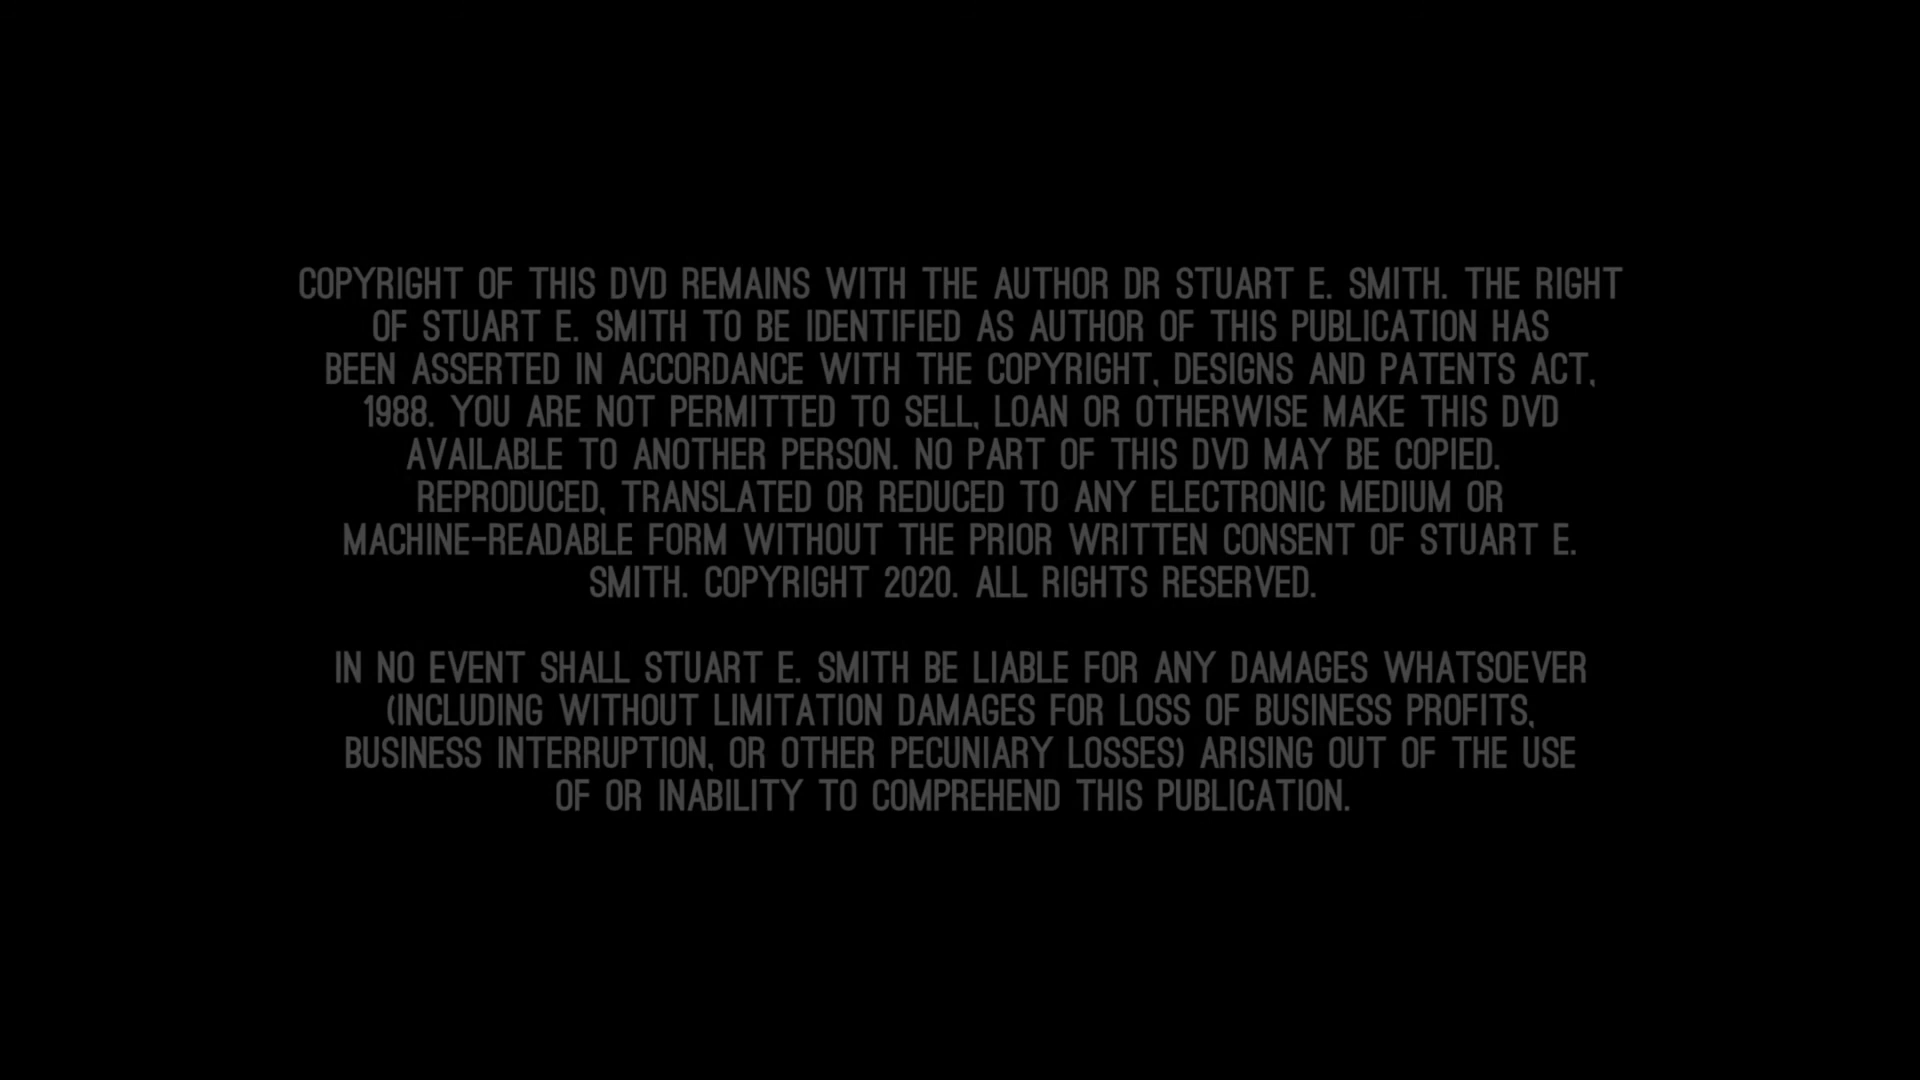 COPYRIGHT OF THIS DVD REMAINS WITH THE AUTHOR DR STUART E. SMITH. THE RIGHT
OF STUART E. SMITH TO BE IDENTIFIED AS AUTHOR OF THIS PUBLICATION HAS
BEEN ASSERTED IN ACCORDANCE WITH THE COPYRIGHT, DESIGNS AND PATENTS ACT,
1988. YOU ARE NOT PERMITTED TO SELL, LOAN OR OTHERWISE MAKE THIS DVD
AVAILABLE TO ANOTHER PERSON. NO PART OF THIS DVD MAY BE COPIED.
REPRODUCED, TRANSLATED OR REDUCED TO ANY ELECTRONIC MEDIUM OR
MACHINE-READABLE FORM WITHOUT THE PRIOR WRITTEN CONSENT OF STUART E.
SMITH. COPYRIGHT 2020. ALL RIGHTS RESERVED.
IN NO EVENT SHALL STUART E. SMITH BE LIABLE FOR ANY DAMAGES WHATSOEVER
(INCLUDING WITHOUT LIMITATION DAMAGES FOR LOSS OF BUSINESS PROFITS,
BUSINESS INTERRUPTION, OR OTHER PECUNIARY LOSSES) ARISING OUT OF THE USE
OF OR INABILITY TO COMPREHEND THIS PUBLICATION.